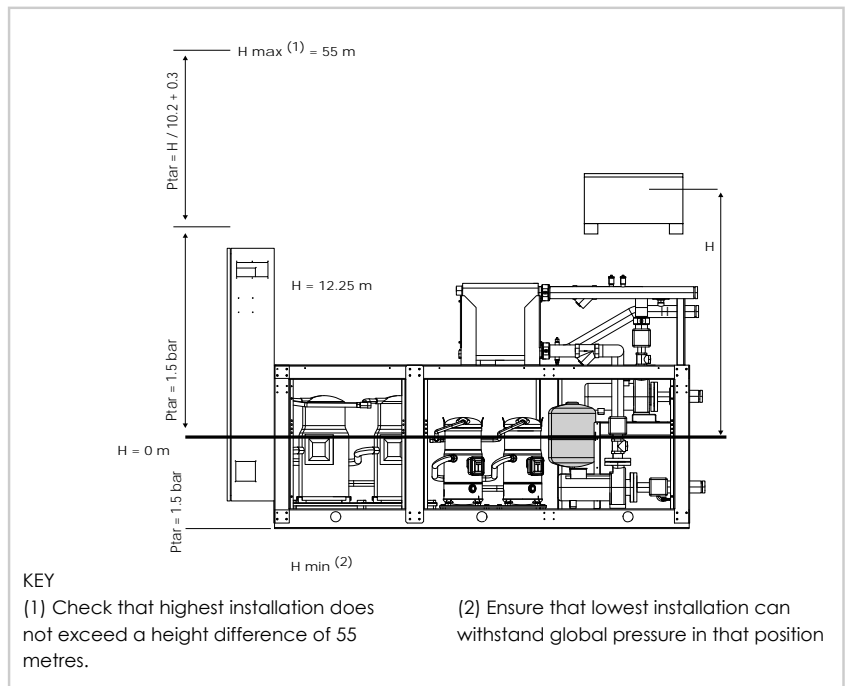 H max (1) = 55 m
Ptar = H / 10.2 + 0.3
H
H = 12.25 m
Ptar = 1.5 bar
H = 0 m
Ptar = 1.5 bar
H min (2)
KEY
(1) Check that highest installation does
not exceed a height difference of 55
metres.
(2) Ensure that lowest installation can
withstand global pressure in that position